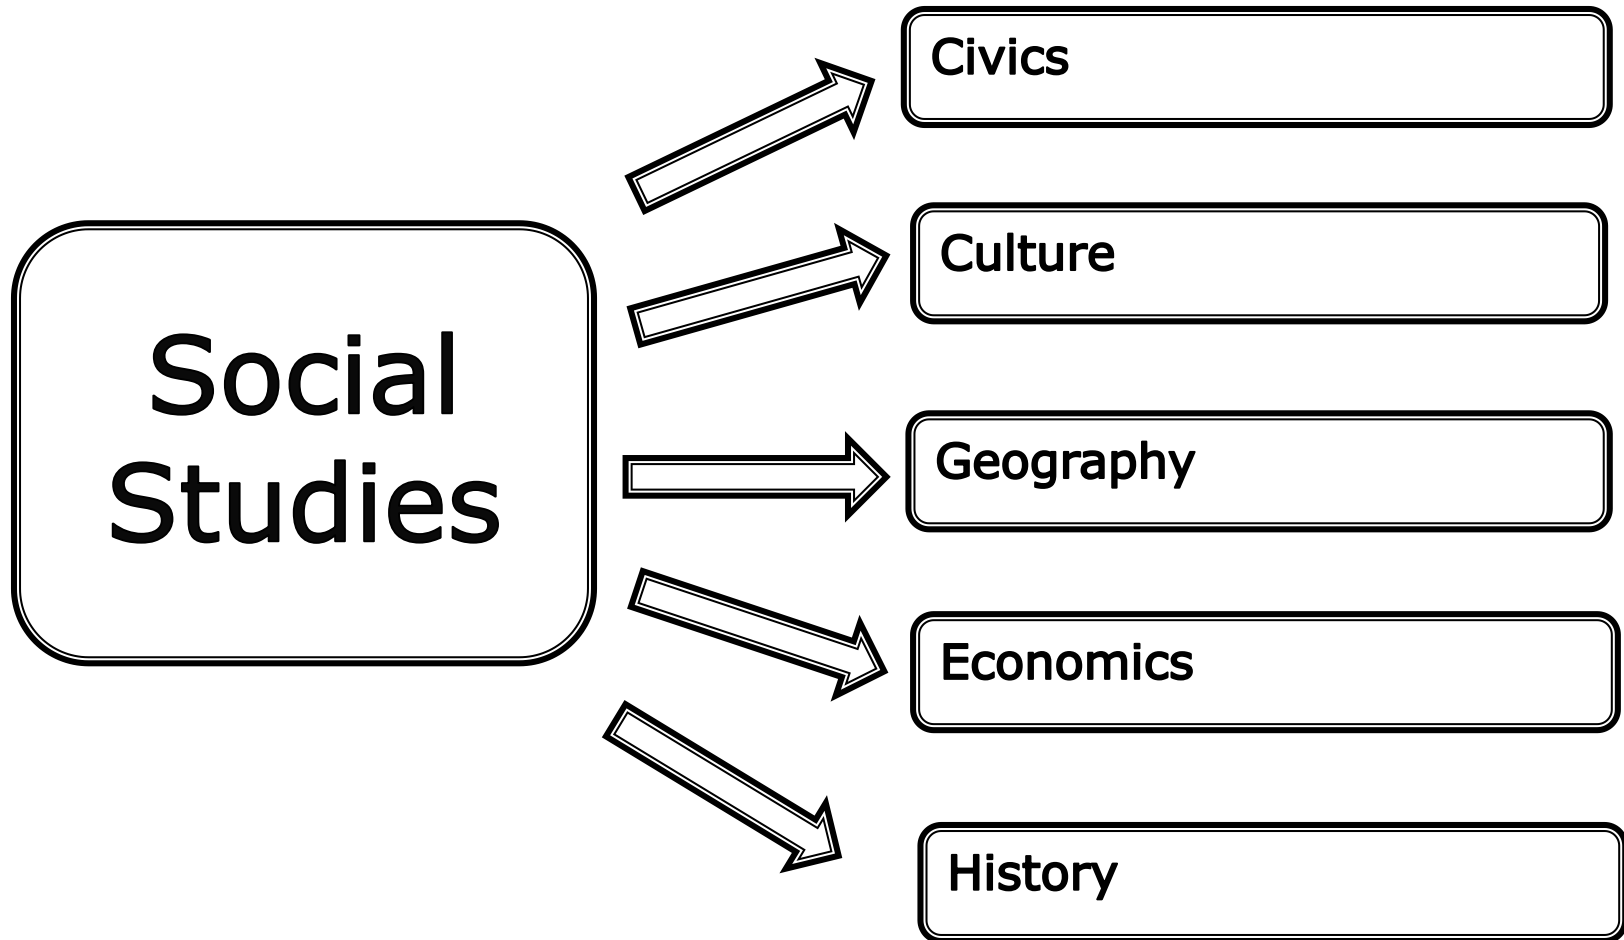 Social
Studies
Civics
Culture
Geography
Economics
History